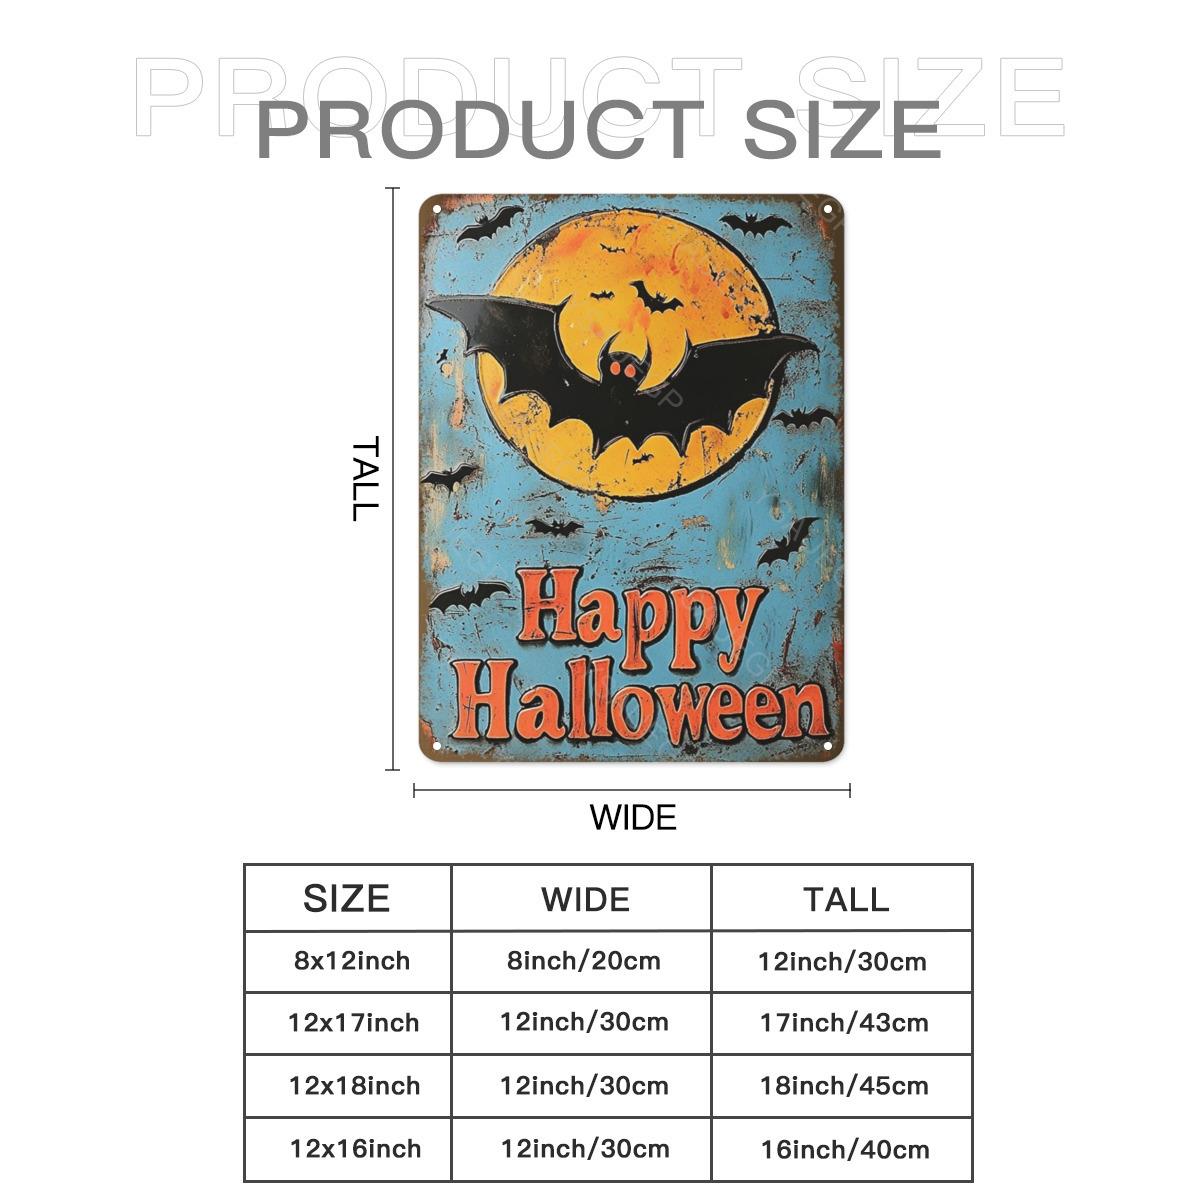 PRODUCT SIZE
PRODUCT SIZE
TALL
Happy
Halloween
WIDE
SIZE WIDE TALL
8x12inch 8inch/20cm 12inch/30cm
12x17inch 12inch/30cm 17inch/43cm
12x18inch 12inch/30cm 18inch/45cm
12x16inch 12inch/30cm 16inch/40cm